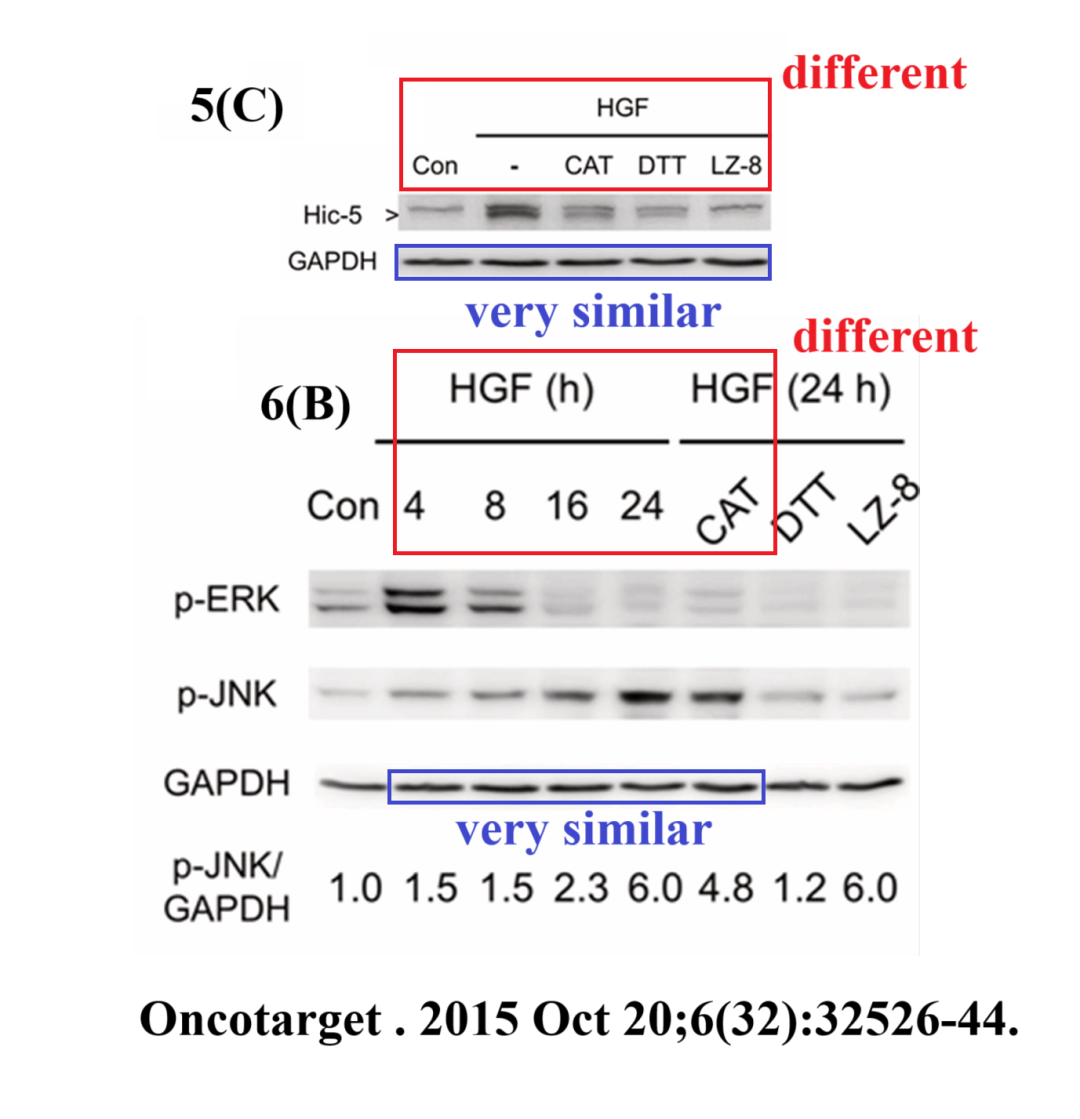 different
5(C)
HGF
Con - CAT DTT LZ-8
Hic-5 >
GAPDH
very similar
different
6(B)
HGF (h) HGF (24 h)
Con 4 8 16 24 CAT DTT LZ-8
p-ERK
p-JNK
GAPDH
very similar
p-JNK/
GAPDH
1.0 1.5 1.5 2.3 6.0 4.8 1.2 6.0
Oncotarget . 2015 Oct 20;6(32):32526-44.